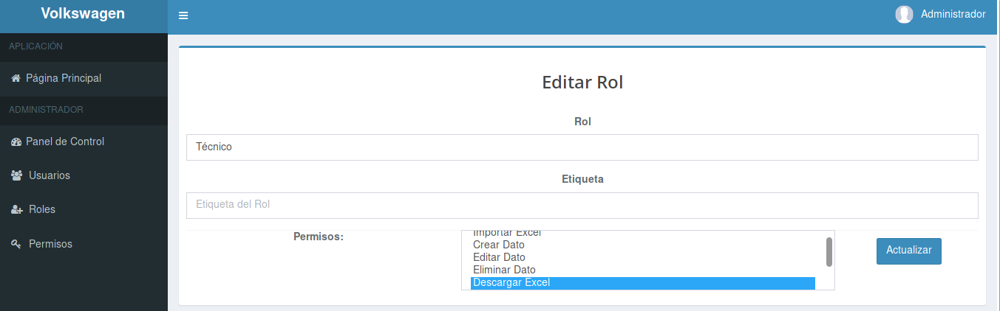 Volkswagen
Administrador
APLICACIÓN
Página Principal
ADMINISTRADOR
Panel de Control
Usuarios
Roles
Permisos
Editar Rol
Rol
Técnico
Etiqueta
Etiqueta del Rol
Permisos:
Importar Excel
Crear Dato
Editar Dato
Eliminar Dato
Descargar Excel
Actualizar